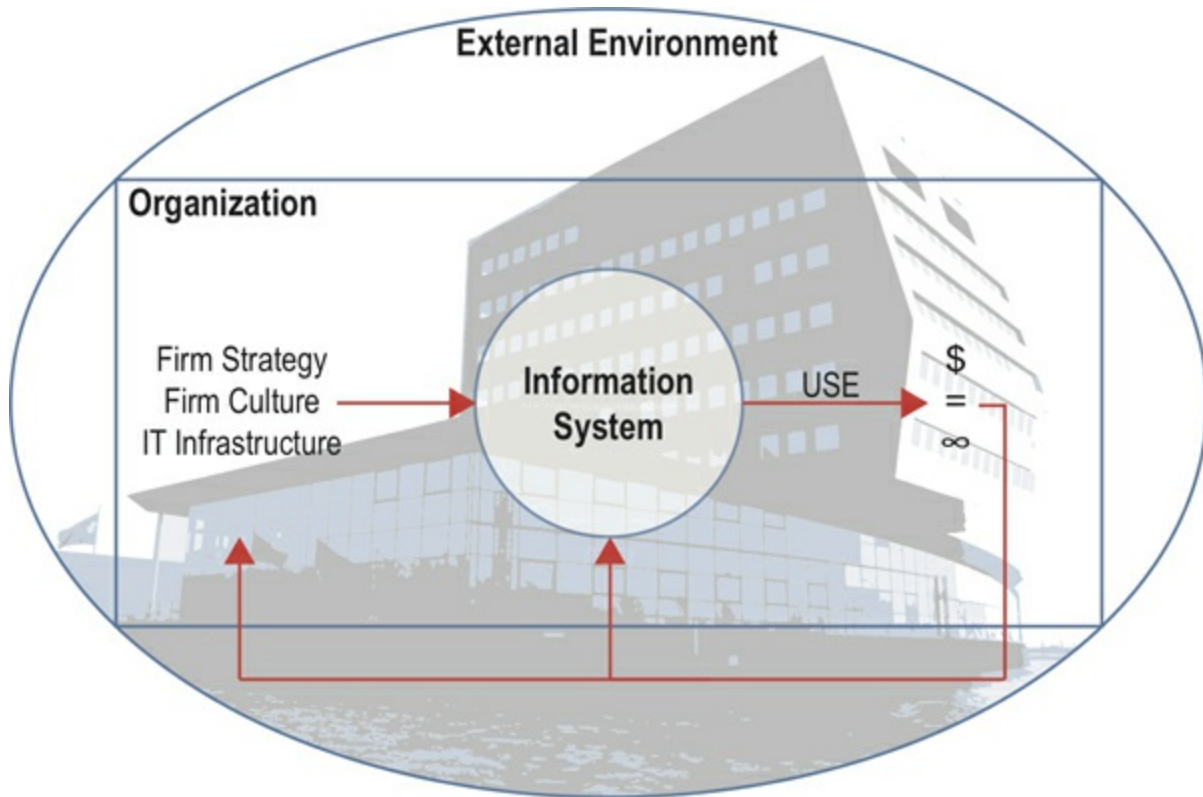 External Environment
Organization
Firm Strategy
Firm Culture
IT Infrastructure
Information
System
USE
$
=
∞